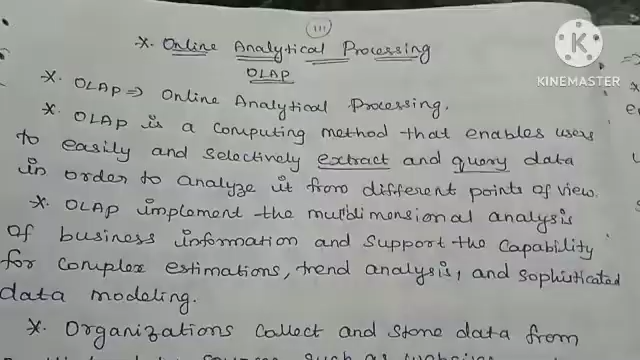 111
*. Online Analytical Processing
OLAP
*. OLAP => Online Analytical Processing.
*. OLAP is a computing method that enables users
to easily and selectively extract and query data
in order to analyze it from different points of view.
*. OLAP implement the multidimensional analysis
of business information and support the capability
for complex estimations, trend analysis, and sophisticated
data modeling.
*. Organizations collect and store data from
such as
K
KINEMASTER